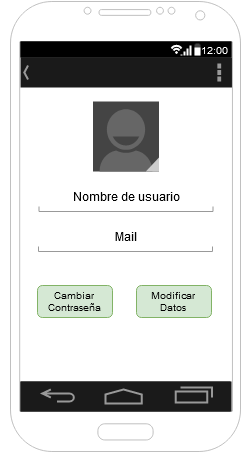 12:00
Nombre de usuario
Mail
Cambiar Modificar
Contraseña Datos